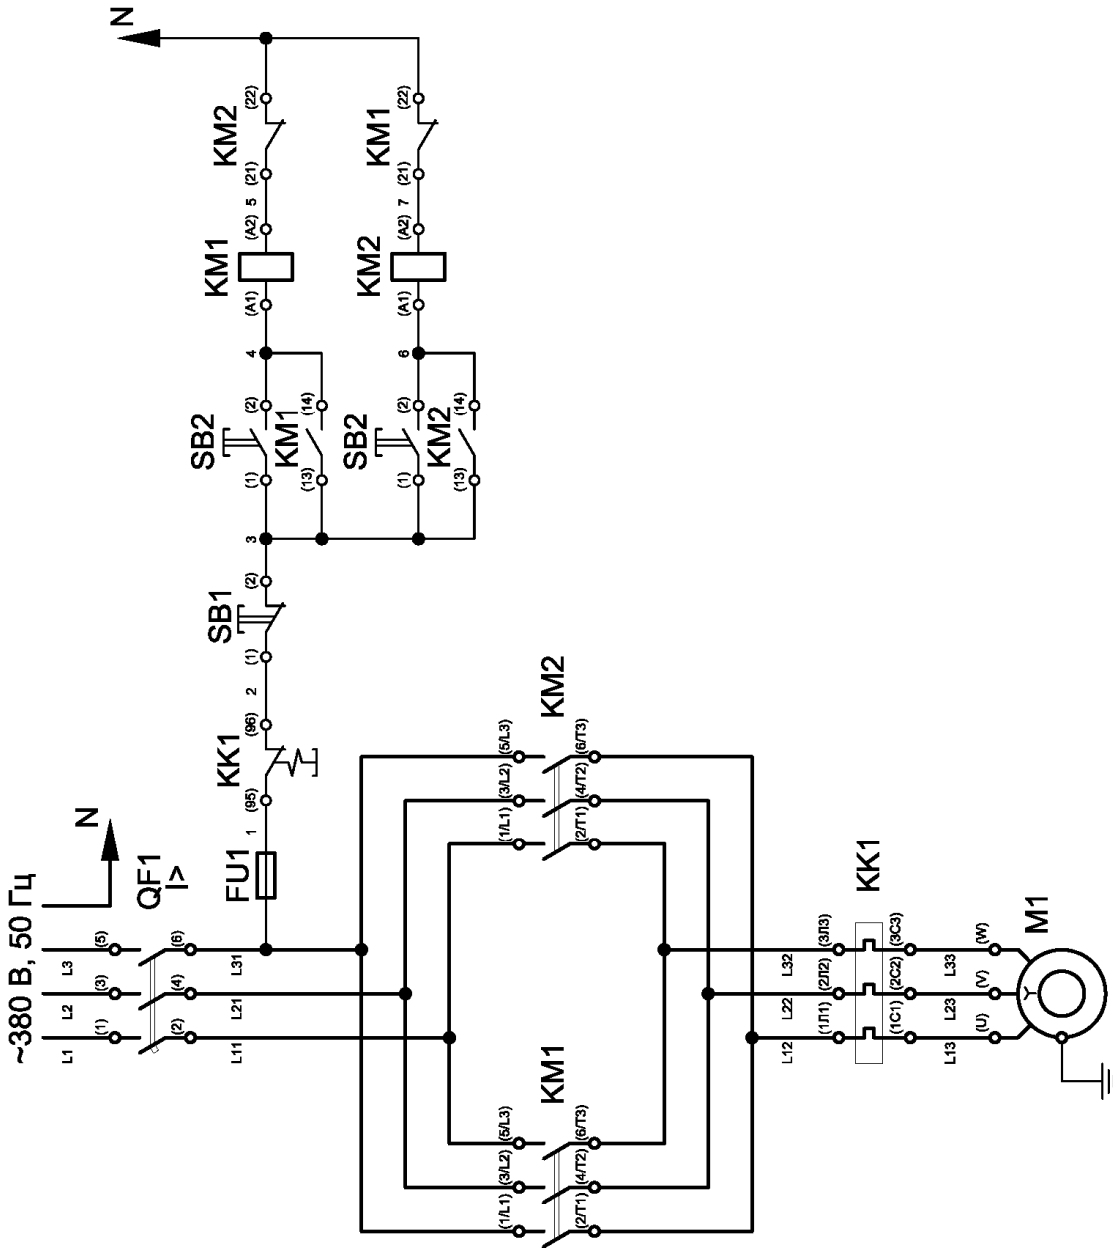 N
KM2
(22)
(21)
5
(A2)
KM1
(A1)
4
KM1
(22)
(21)
7
(A2)
KM2
(A1)
6
SB2
(2)
(1)
KM1
(14)
(13)
SB2
(2)
(1)
KM2
(14)
(13)
3
SB1
(2)
(1)
2
KK1
(96)
(95)
1
FU1
~380 В, 50 Гц
N
QF1
I>
L3
(5)
(6)
L31
L2
(3)
(4)
L21
L1
(1)
(2)
L11
KM2
(5/L3)
(6/T3)
(3/L2)
(4/T2)
(1/L1)
(2/T1)
KM1
(5/L3)
(6/T3)
(3/L2)
(4/T2)
(1/L1)
(2/T1)
KK1
L32
(3Л3)
(3С3)
L33
(W)
L22
(2Л2)
(2С2)
L23
(V)
L12
(1Л1)
(1С1)
L13
(U)
M1